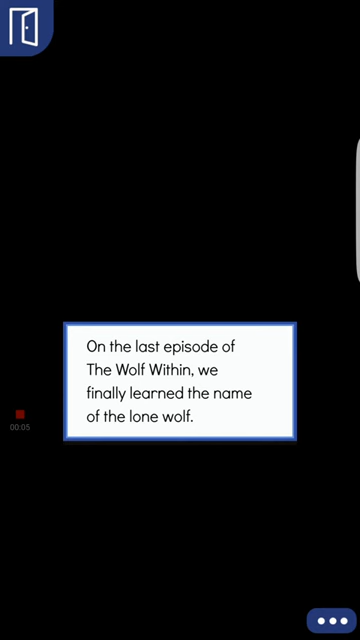 On the last episode of
The Wolf Within, we
finally learned the name
of the lone wolf.
00:05